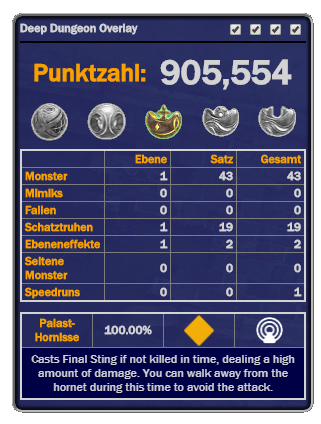 Deep Dungeon Overlay
Punktzahl: 905,554
Ebene Satz Gesamt
Monster 1 43 43
Mimiks 0 0 0
Fallen 0 0 0
Schatztruhen 1 19 19
Ebeneneffekte 1 2 2
Seltene
Monster 0 0 0
Speedruns 0 0 1
Palast-
Hornisse 100.00%
Casts Final Sting if not killed in time, dealing a high
amount of damage. You can walk away from the
hornet during this time to avoid the attack.